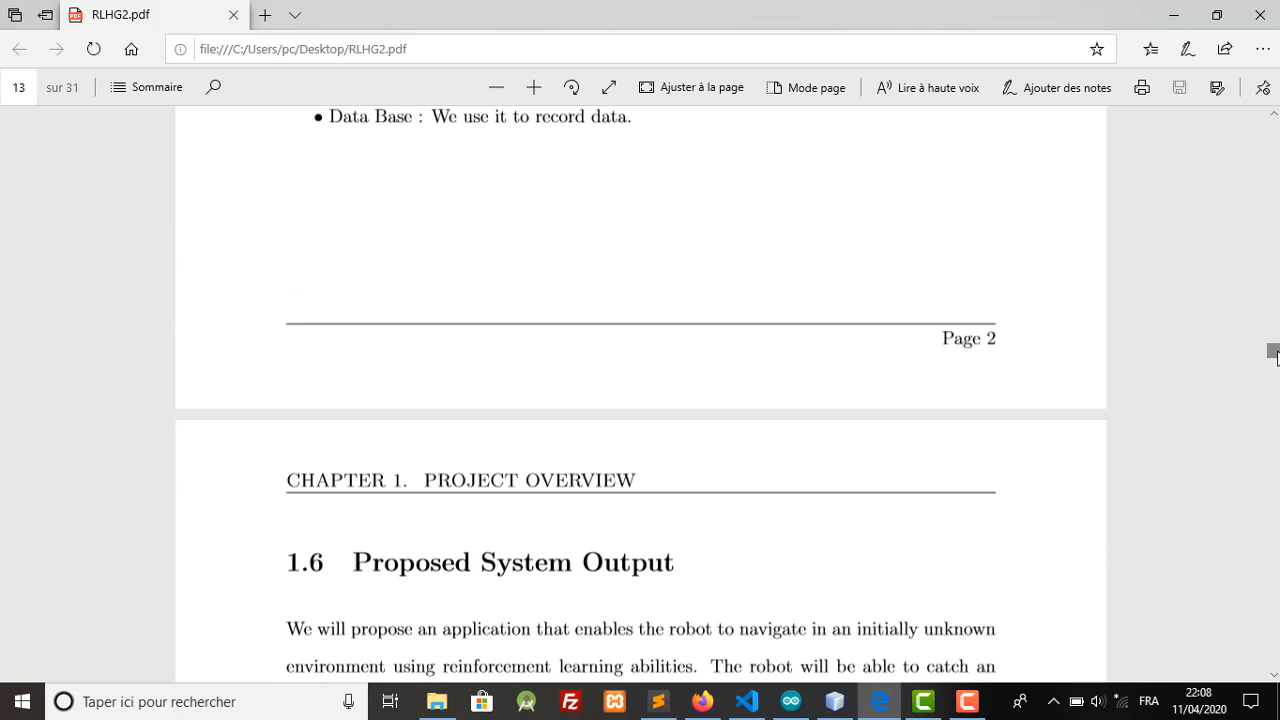 RLHG2.pdf
file:///C:/Users/pc/Desktop/RLHG2.pdf
13 sur 31 Sommaire Ajuster à la page Mode page Lire à haute voix Ajouter des notes
• Data Base : We use it to record data.
Page 2
CHAPTER 1. PROJECT OVERVIEW
1.6 Proposed System Output
We will propose an application that enables the robot to navigate in an initially unknown
environment using reinforcement learning abilities. The robot will be able to catch an
Taper ici pour rechercher
FRA
22:08
11/04/2020